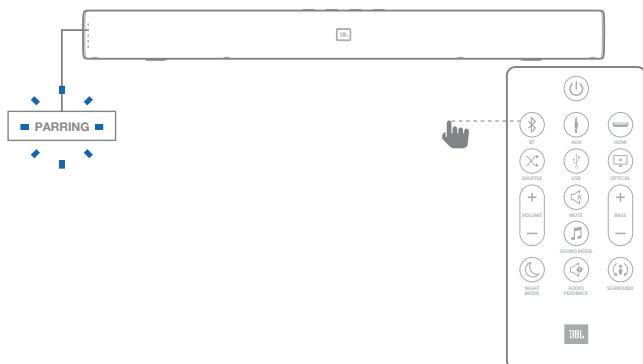 JBL
PARRING
BT AUX HDMI
SHUFFLE USB OPTICAL
VOLUME MUTE BASS
SOUND MODE
NIGHT MODE AUDIO FEEDBACK SURROUND
JBL